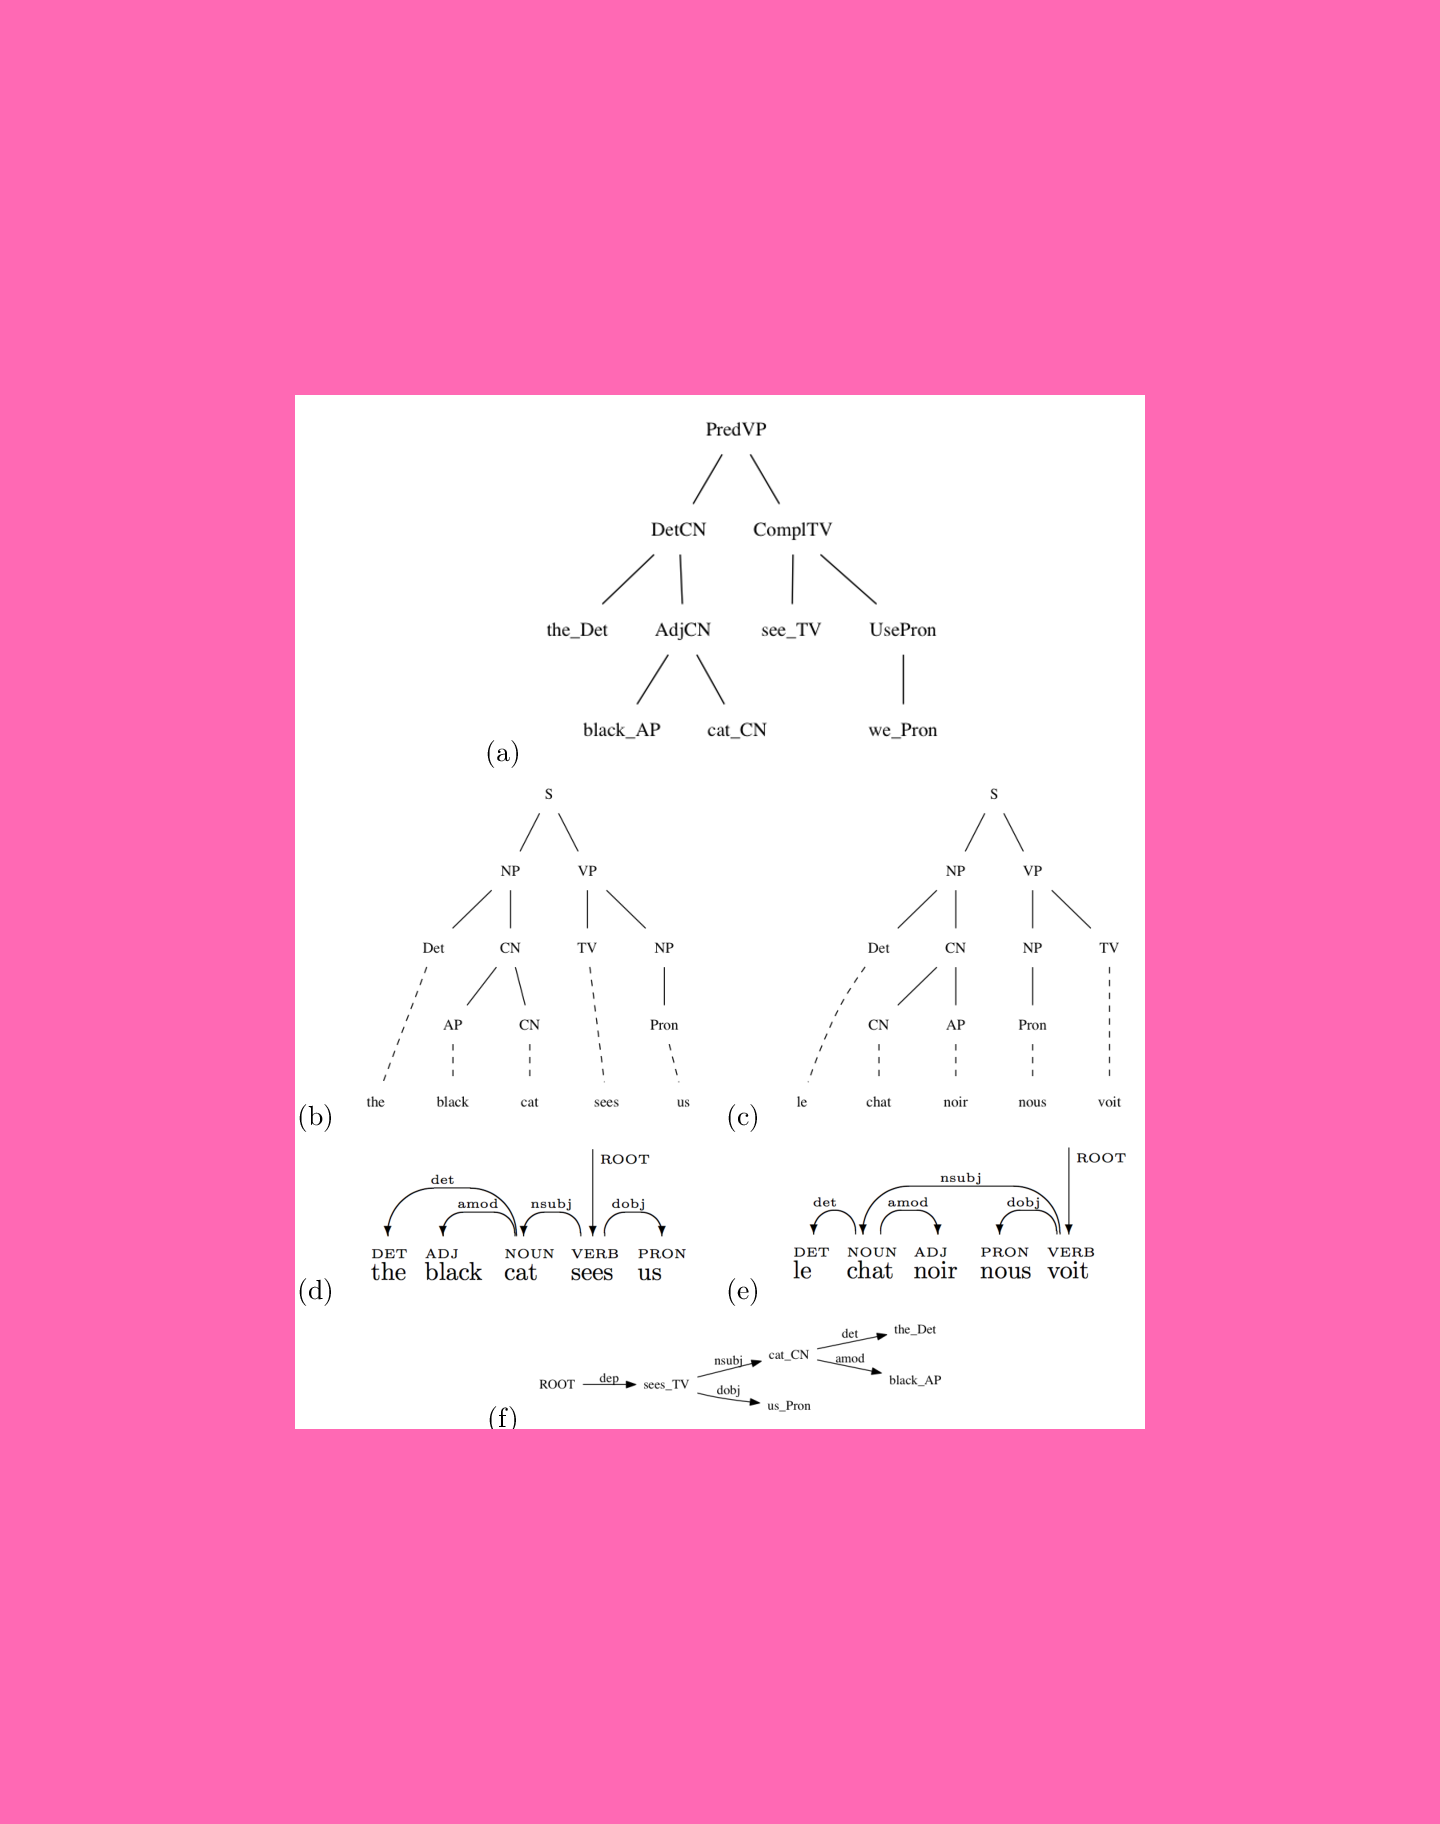 PredVP
DetCN ComplTV
the_Det AdjCN see_TV UsePron
black_AP cat_CN we_Pron
(a)
S
NP VP
Det CN TV NP
AP CN Pron
the black cat sees us
(b)
S
NP VP
Det CN NP TV
CN AP Pron
le chat noir nous voit
(c)
ROOT
det
amod nsubj dobj
DET ADJ NOUN VERB PRON
the black cat sees us
(d)
ROOT
nsubj
det amod dobj
DET NOUN ADJ PRON VERB
le chat noir nous voit
(e)
det the_Det
nsubj cat_CN amod
ROOT dep sees_TV dobj black_AP
us_Pron
(f)